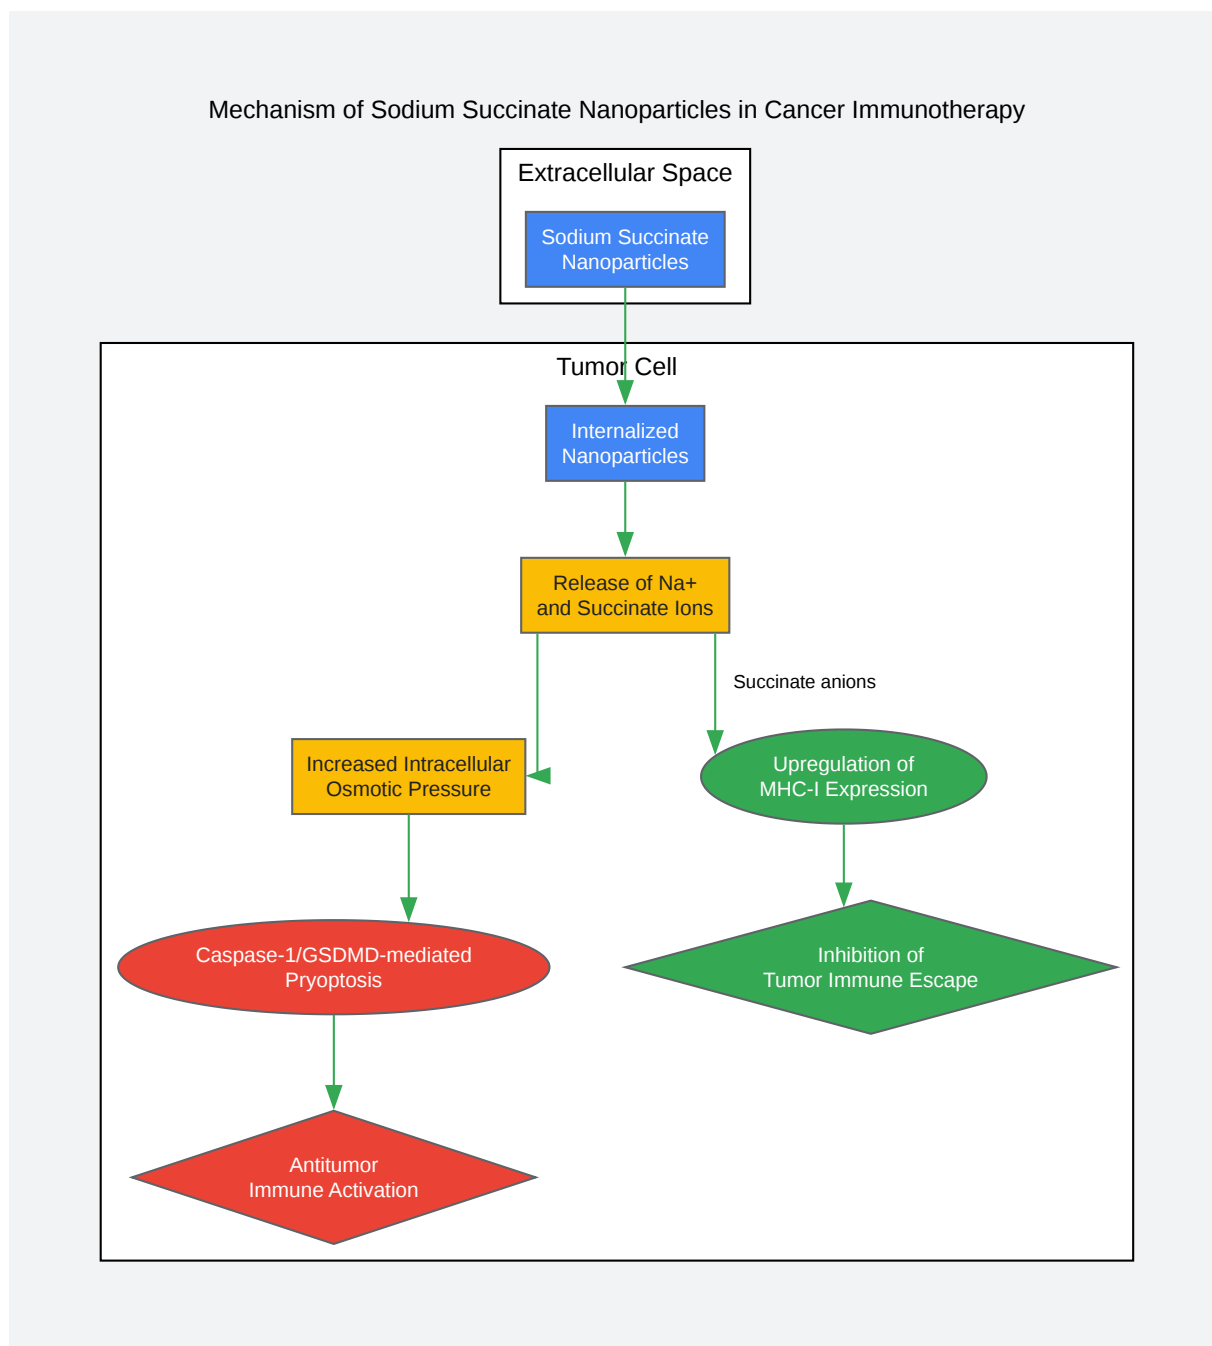 Mechanism of Sodium Succinate Nanoparticles in Cancer Immunotherapy
Extracellular Space
Sodium Succinate
Nanoparticles
Tumor Cell
Internalized
Nanoparticles
Release of Na+
and Succinate Ions
Succinate anions
Increased Intracellular
Osmotic Pressure
Upregulation of
MHC-I Expression
Caspase-1/GSDMD-mediated
Pryoptosis
Inhibition of
Tumor Immune Escape
Antitumor
Immune Activation